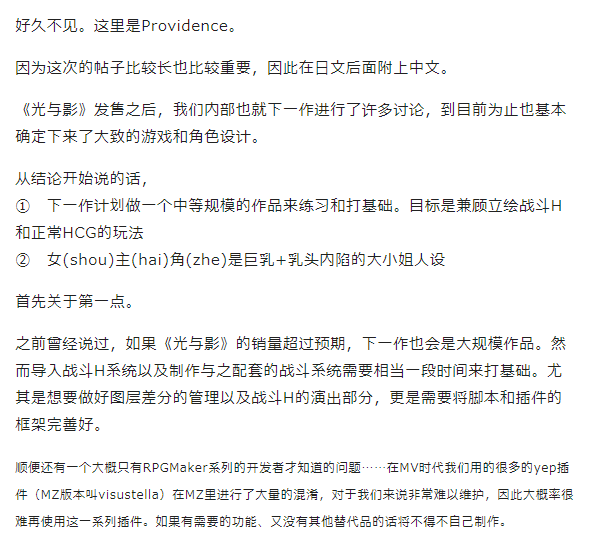 好久不见。这里是Providence。
因为这次的帖子比较长也比较重要，因此在日文后面附上中文。
《光与影》发售之后，我们内部也就下一作进行了许多讨论，到目前为止也基本
确定下来了大致的游戏和角色设计。
从结论开始说的话，
① 下一作计划做一个中等规模的作品来练习和打基础。目标是兼顾立绘战斗H
和正常HCG的玩法
② 女(shou)主(hai)角(zhe)是巨乳+乳头内陷的大小姐人设
首先关于第一点。
之前曾经说过，如果《光与影》的销量超过预期，下一作也会是大规模作品。然
而导入战斗H系统以及制作与之配套的战斗系统需要相当一段时间来打基础。尤
其是想要做好图层差分的管理以及战斗H的演出部分，更是需要将脚本和插件的
框架完善好。
顺便还有一个大概只有RPGMaker系列的开发者才知道的问题……在MV时代我们用的很多的yep插
件（MZ版本叫visustella）在MZ里进行了大量的混淆，对于我们来说非常难以维护，因此大概率很
难再使用这一系列插件。如果有需要的功能、又没有其他替代品的话将不得不自己制作。